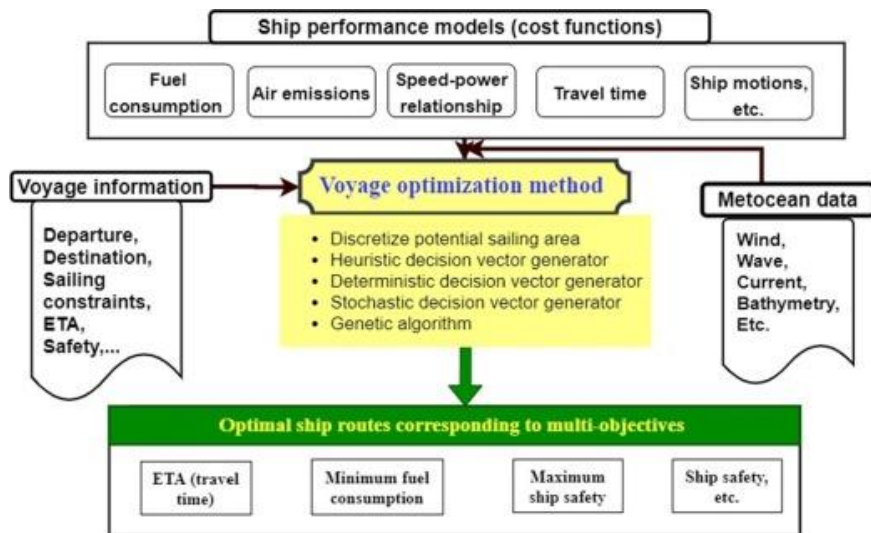 Ship performance models (cost functions)
Fuel
consumption
Air emissions
Speed-power
relationship
Travel time
Ship motions,
etc.
Voyage information
Departure,
Destination,
Sailing
constraints,
ETA,
Safety,...
Voyage optimization method
• Discretize potential sailing area
• Heuristic decision vector generator
• Deterministic decision vector generator
• Stochastic decision vector generator
• Genetic algorithm
Metocean data
Wind,
Wave,
Current,
Bathymetry,
Etc.
Optimal ship routes corresponding to multi-objectives
ETA (travel
time)
Minimum fuel
consumption
Maximum
ship safety
Ship safety,
etc.